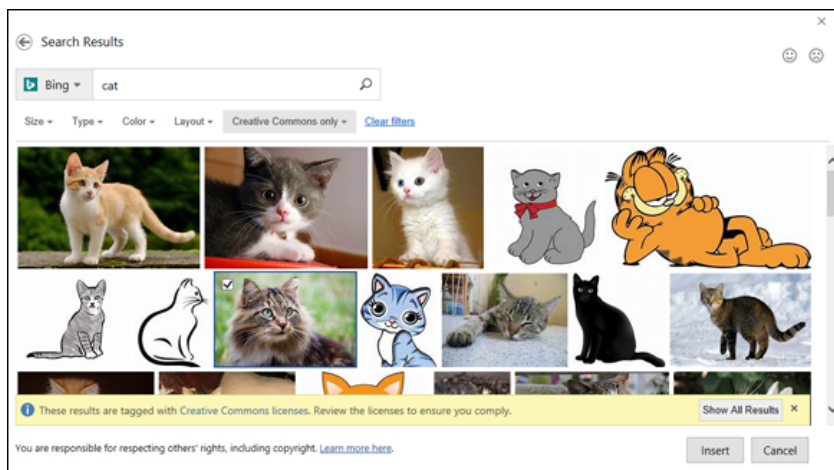 Search Results
Bing
cat
Size
Type
Color
Layout
Creative Commons only
Clear filters
These results are tagged with Creative Commons licenses. Review the licenses to ensure you comply.
Show All Results
You are responsible for respecting others' rights, including copyright. Learn more here.
Insert
Cancel